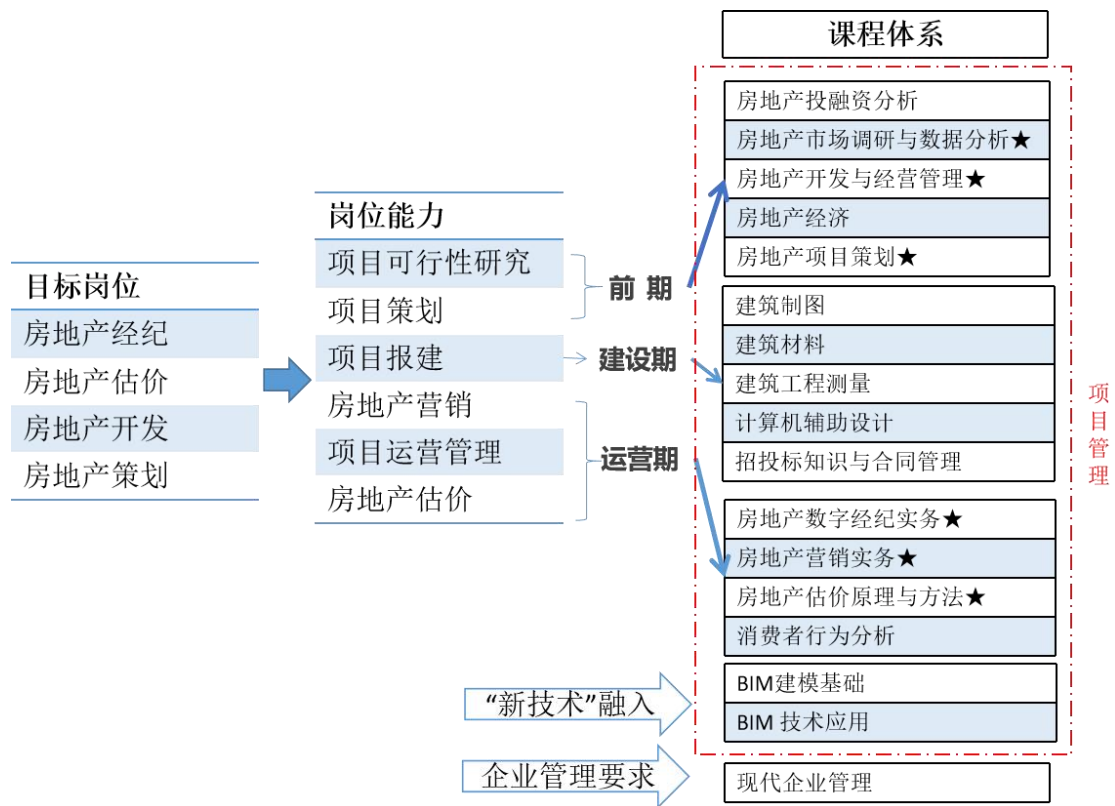 目标岗位
房地产经纪
房地产估价
房地产开发
房地产策划
岗位能力
项目可行性研究
项目策划
项目报建
房地产营销
项目运营管理
房地产估价
前 期
建设期
运营期
“新技术”融入
企业管理要求
课程体系
房地产投融资分析
房地产市场调研与数据分析★
房地产开发与经营管理★
房地产经济
房地产项目策划★
建筑制图
建筑材料
建筑工程测量
计算机辅助设计
招投标知识与合同管理
房地产数字经纪实务★
房地产营销实务★
房地产估价原理与方法★
消费者行为分析
BIM建模基础
BIM 技术应用
现代企业管理
项目管理